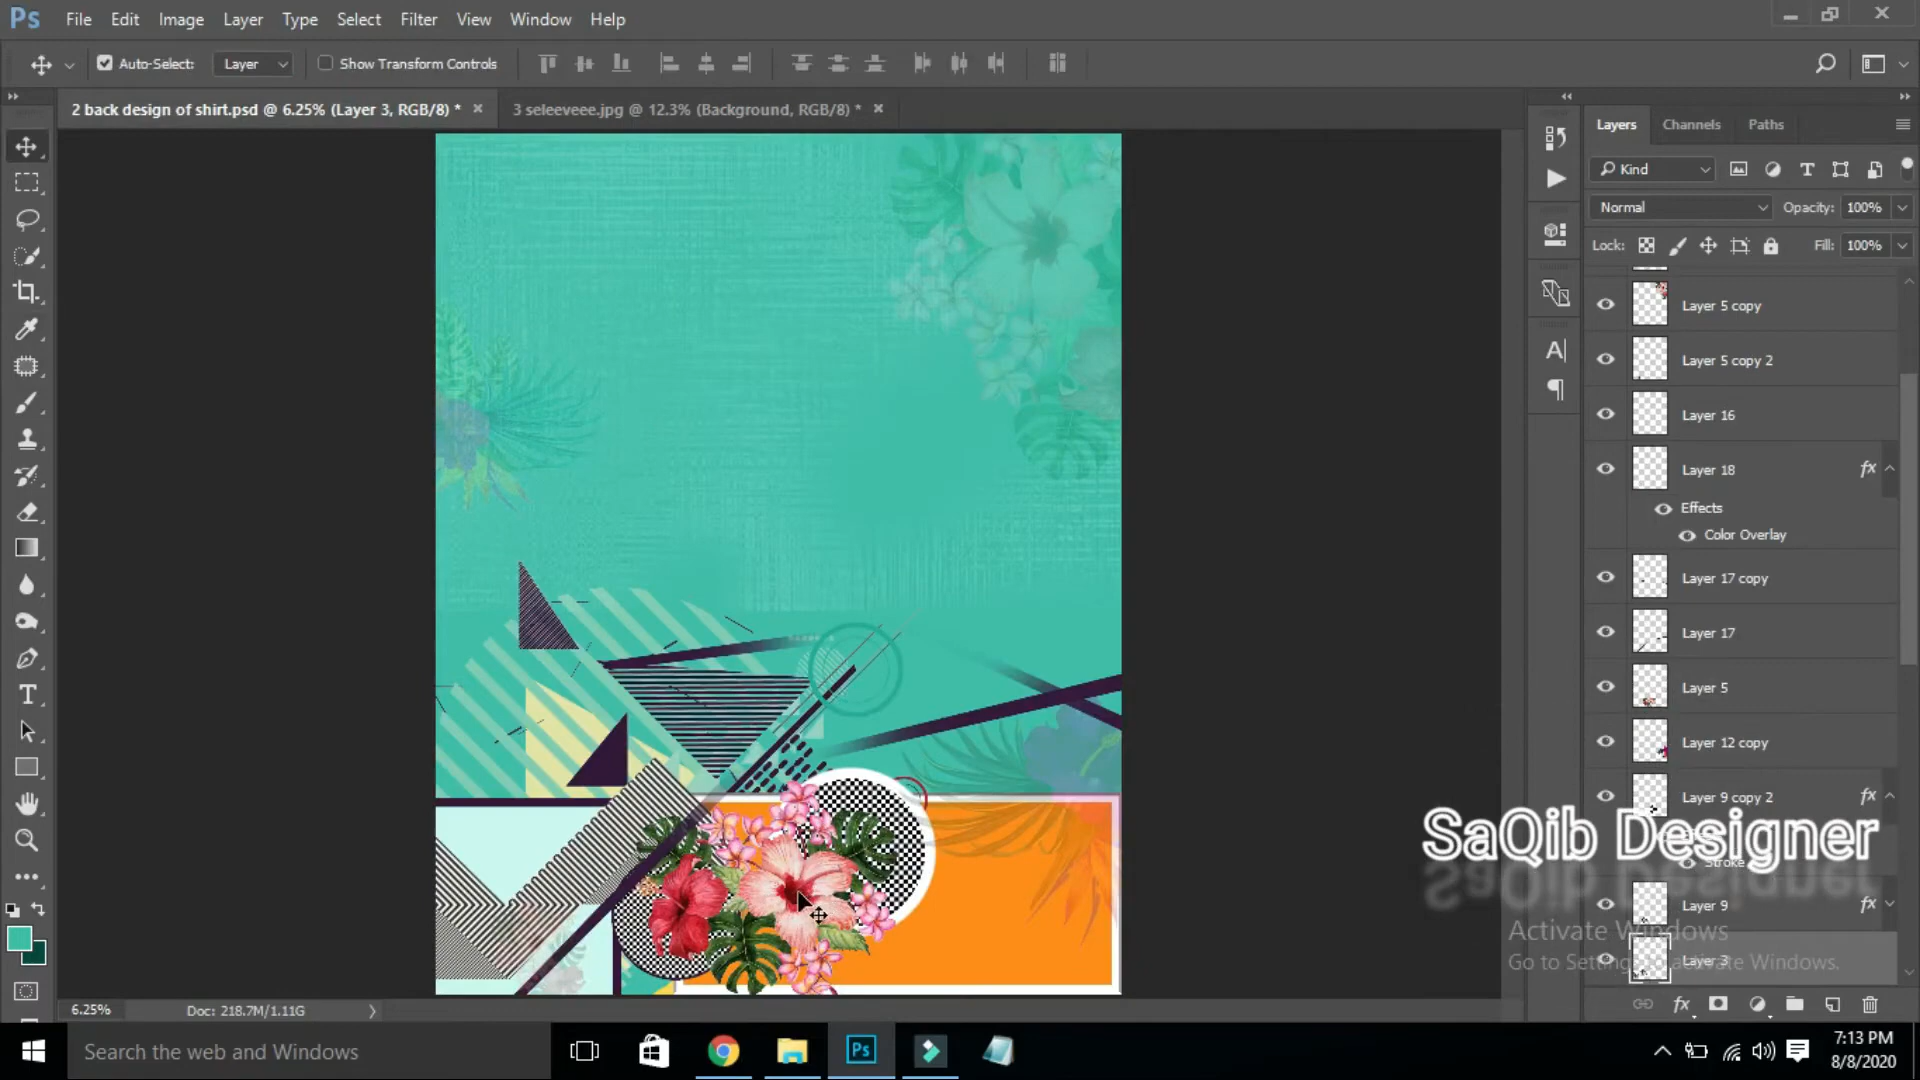 Ps File Edit Image Layer Type Select Filter View Window Help
Auto-Select: Layer Show Transform Controls
2 back design of shirt.psd @ 6.25% (Layer 3, RGB/8) * 3 seleeveee.jpg @ 12.3% (Background, RGB/8) *
Layers Channels Paths
Kind
Normal Opacity: 100%
Lock: Fill: 100%
Layer 5 copy
Layer 5 copy 2
Layer 16
Layer 18 fx
Effects
Color Overlay
Layer 17 copy
Layer 17
Layer 5
Layer 12 copy
Layer 9 copy 2 fx
SaQib Designer
Stroke
Layer 9 fx
Activate Windows
Layer 3
Go to Settings to activate Windows.
6.25% Doc: 218.7M/1.11G
fx
Search the web and Windows
Ps
7:13 PM
8/8/2020